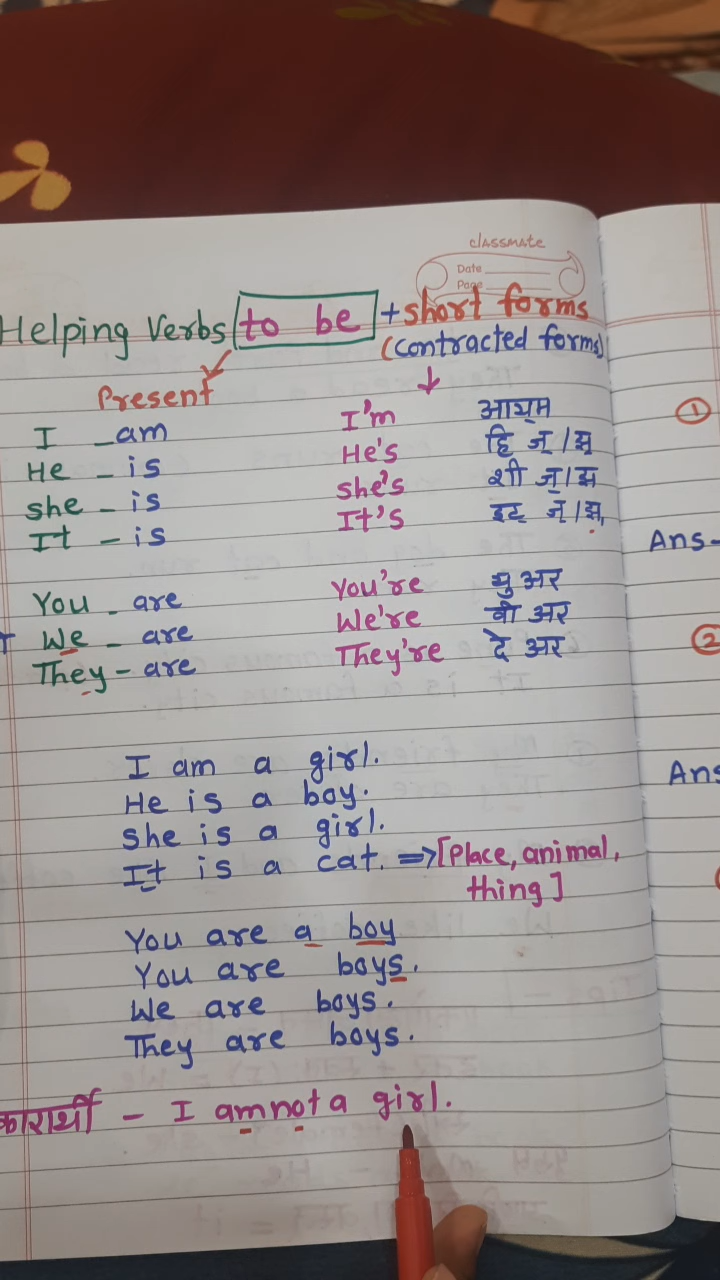 classmate
Date
Page
Helping Verbs to be + short forms
(contracted forms)
Present
I - am I'm आयम
He - is He's हि ज़्/झ्
she - is she's शी ज़्/झ
It - is It's इट् ज़्/झ्
You - are You're यु अर
We - are We're वी अर
They - are They're दे अर
I am a girl.
He is a boy.
she is a girl.
It is a cat. ⇒ [Place, animal,
thing]
You are a boy
You are boys.
We are boys.
They are boys.
कारार्थी - I am not a girl.
①
Ans-
②
Ans